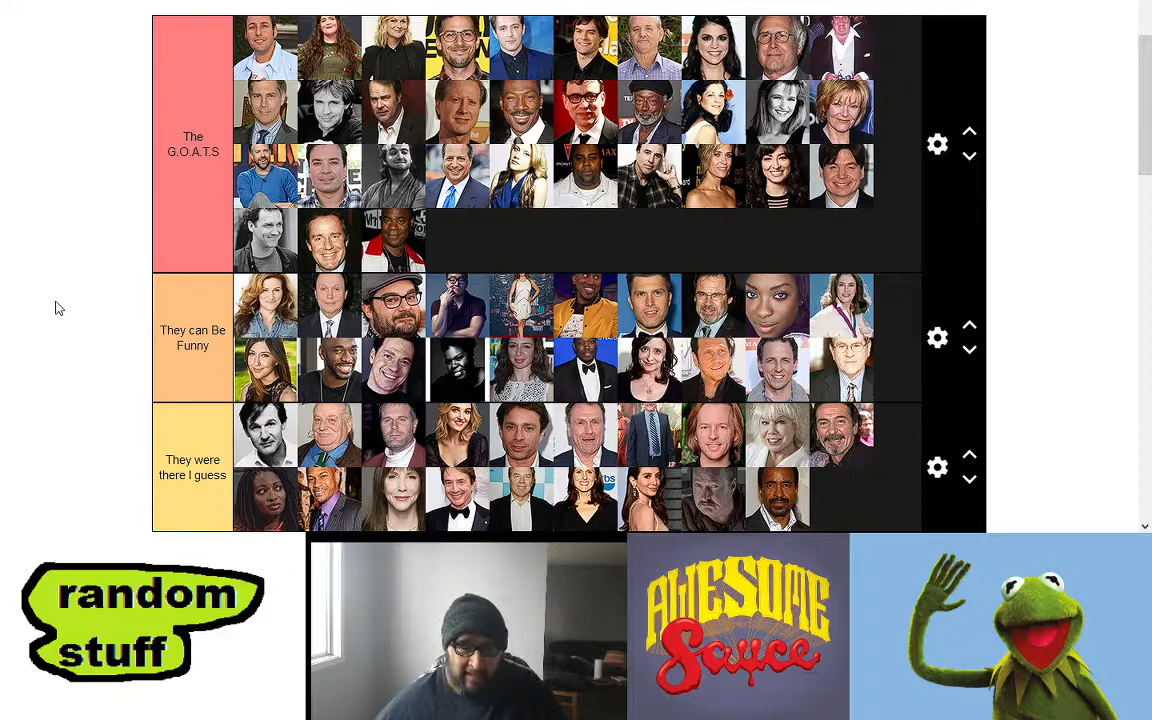 The
G.O.A.T.S
They can Be
Funny
They were
there I guess
random
stuff
AWESOME
Sauce